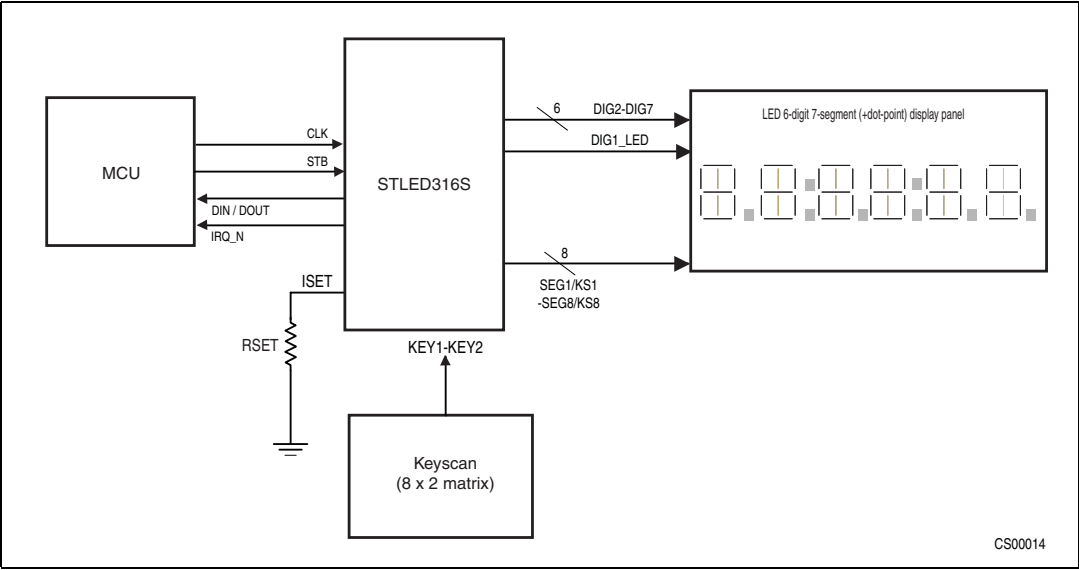 MCU
CLK
STB
DIN / DOUT
IRQ_N
ISET
RSET
STLED316S
KEY1-KEY2
Keyscan
(8 x 2 matrix)
6
DIG2-DIG7
DIG1_LED
8
SEG1/KS1
-SEG8/KS8
LED 6-digit 7-segment (+dot-point) display panel
CS00014